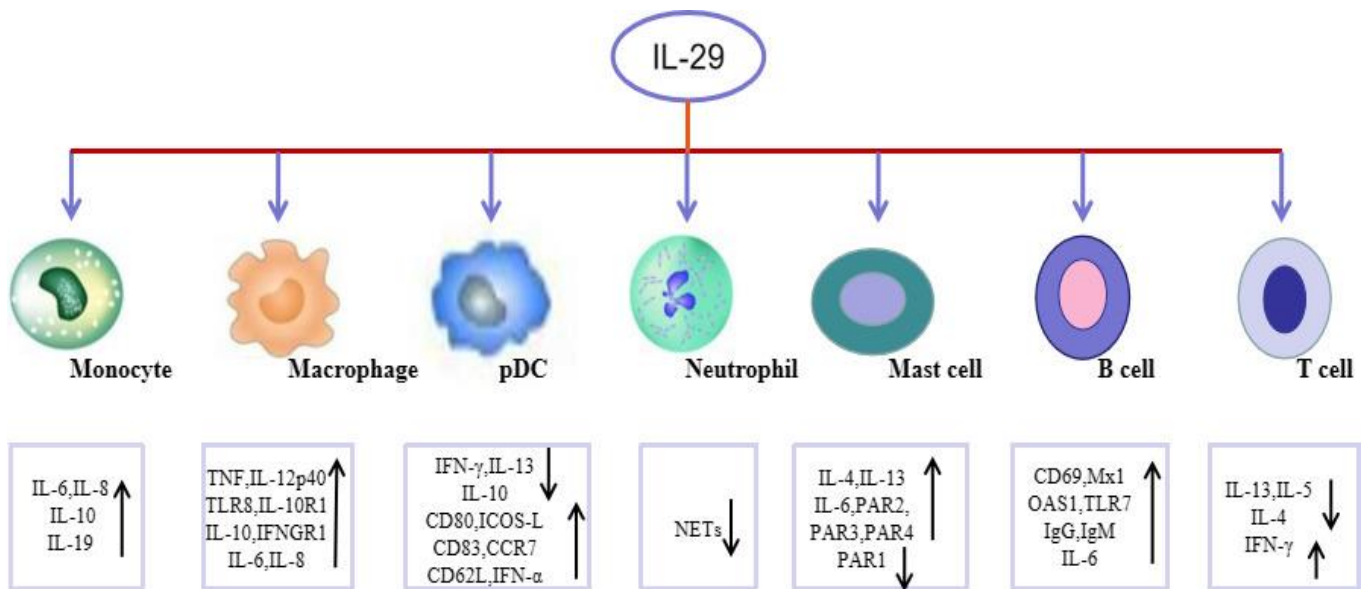 IL-29
Monocyte
Macrophage
pDC
Neutrophil
Mast cell
B cell
T cell
IL-6,IL-8
IL-10
IL-19
TNF,IL-12p40
TLR8,IL-10R1
IL-10,IFNGR1
IL-6,IL-8
IFN-γ,IL-13
IL-10
CD80,ICOS-L
CD83,CCR7
CD62L,IFN-α
NETs
IL-4,IL-13
IL-6,PAR2,
PAR3,PAR4
PAR1
CD69,Mx1
OAS1,TLR7
IgG,IgM
IL-6
IL-13,IL-5
IL-4
IFN-γ